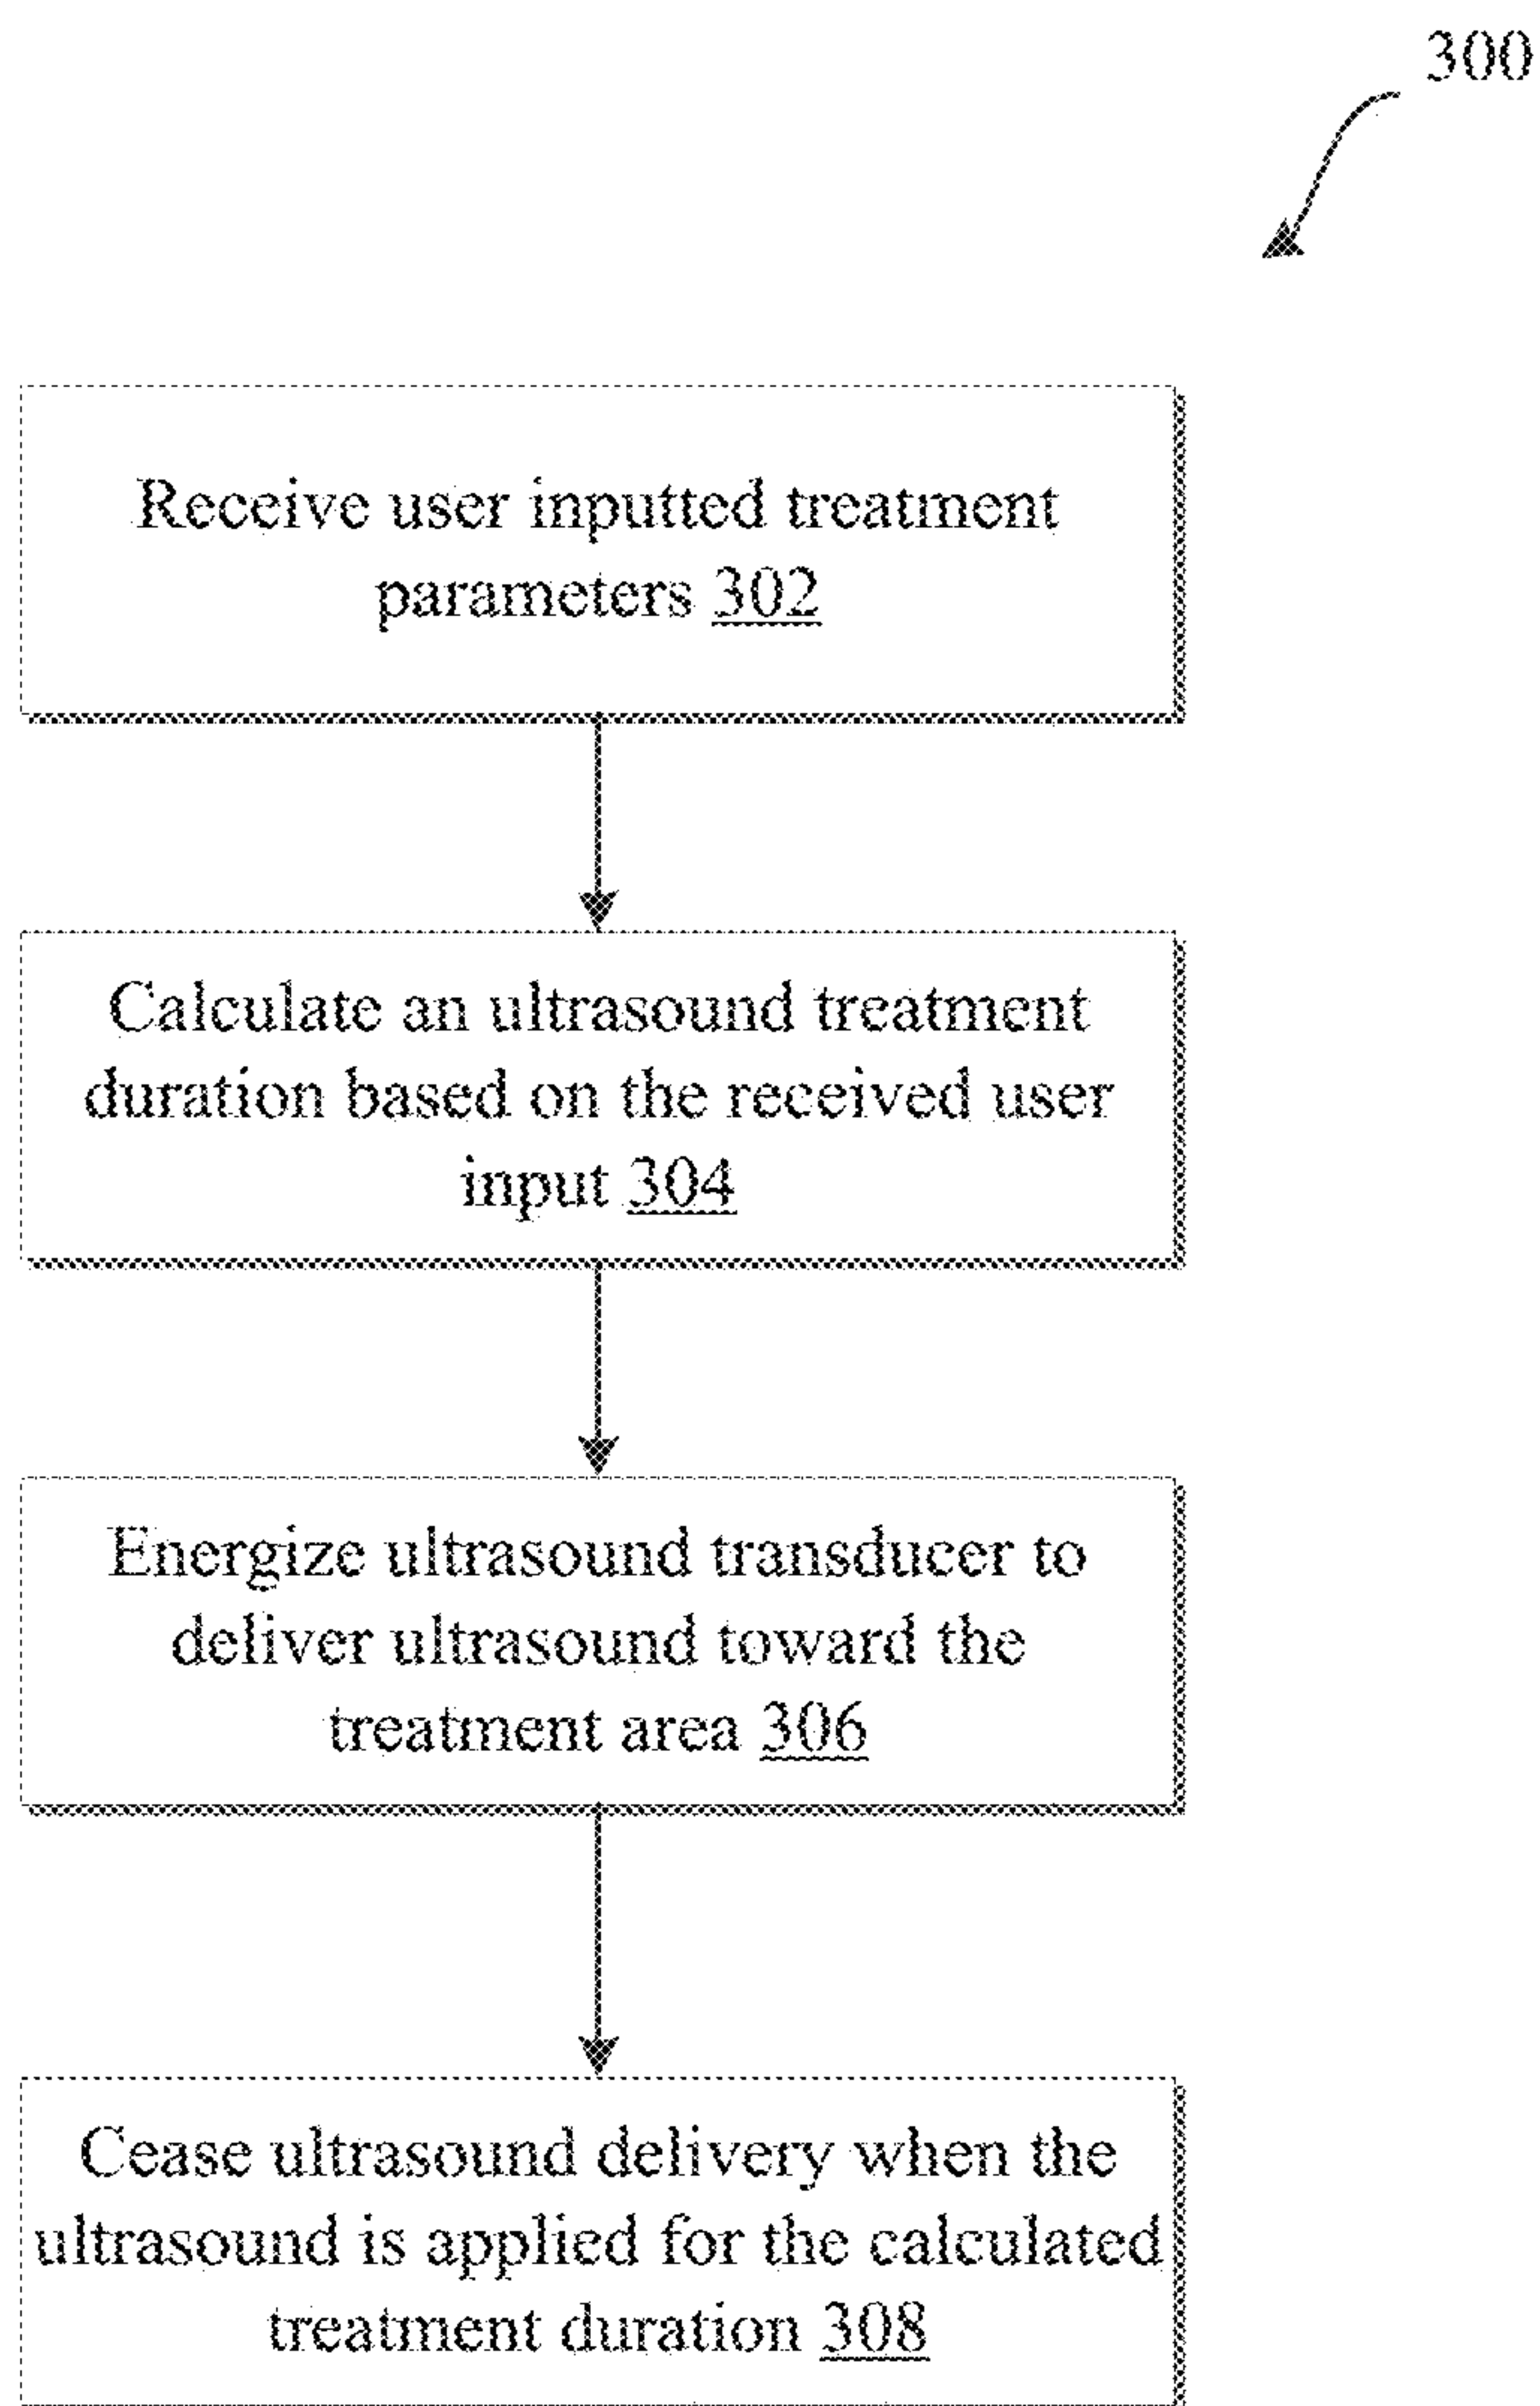 300
Receive user inputted treatment
parameters 302
Calculate an ultrasound treatment
duration based on the received user
input 304
Energize ultrasound transducer to
deliver ultrasound toward the
treatment area 306
Cease ultrasound delivery when the
ultrasound is applied for the calculated
treatment duration 308